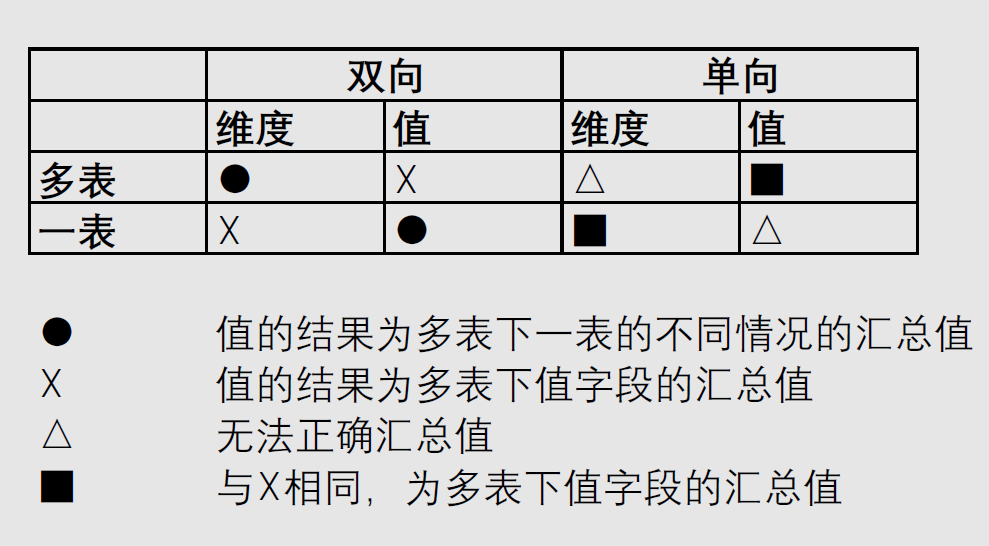 双向 单向
维度 值 维度 值
多表 ● X △ ■
一表 X ● ■ △
● 值的结果为多表下一表的不同情况的汇总值
X 值的结果为多表下值字段的汇总值
△ 无法正确汇总值
■ 与X相同，为多表下值字段的汇总值